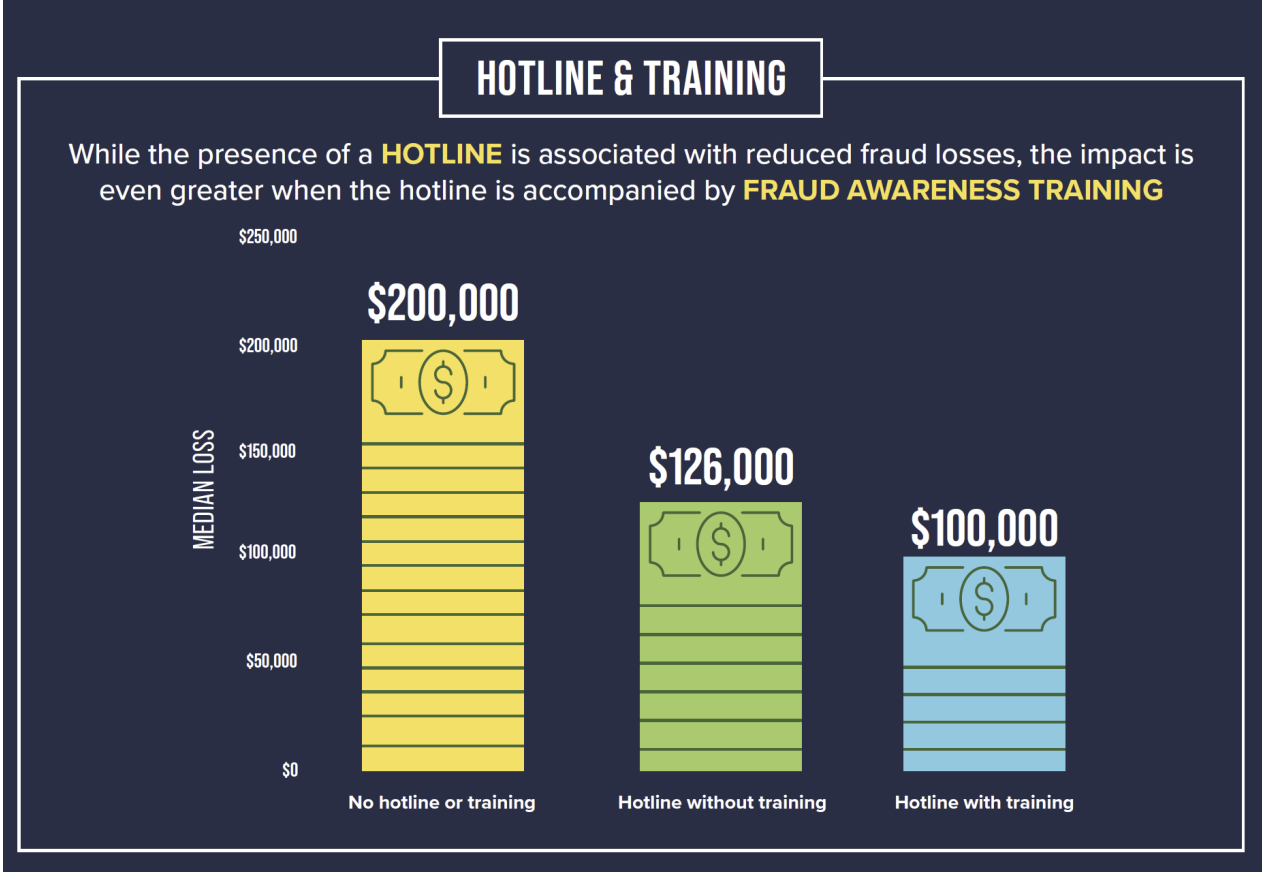 HOTLINE & TRAINING
While the presence of a HOTLINE is associated with reduced fraud losses, the impact is
even greater when the hotline is accompanied by FRAUD AWARENESS TRAINING
$250,000
$200,000
$200,000
MEDIAN LOSS
$150,000
$126,000
$100,000
$100,000
$50,000
$0
$
$
$
No hotline or training
Hotline without training
Hotline with training